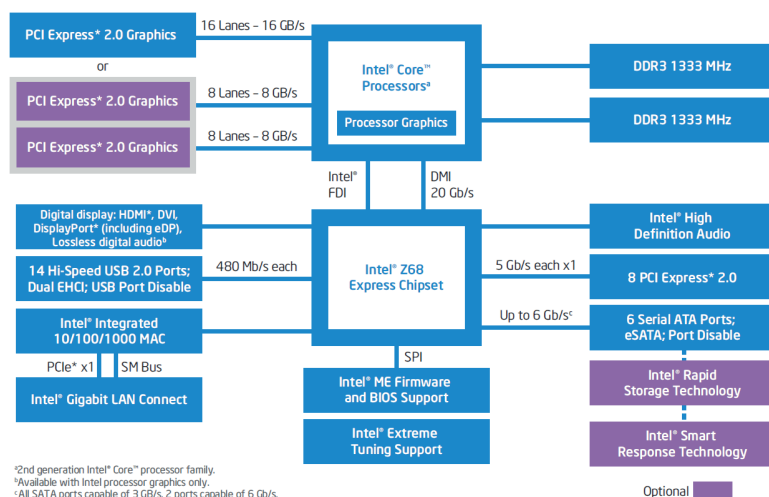 PCI Express* 2.0 Graphics
16 Lanes – 16 GB/s
or
PCI Express* 2.0 Graphics
8 Lanes – 8 GB/s
PCI Express* 2.0 Graphics
8 Lanes – 8 GB/s
Intel® Core™
Processorsᵃ
Processor Graphics
DDR3 1333 MHz
DDR3 1333 MHz
Intel®
FDI
DMI
20 Gb/s
Digital display: HDMI*, DVI,
DisplayPort* (including eDP),
Lossless digital audioᵇ
14 Hi-Speed USB 2.0 Ports;
Dual EHCI; USB Port Disable
480 Mb/s each
Intel® Integrated
10/100/1000 MAC
PCIe* x1
SM Bus
Intel® Gigabit LAN Connect
Intel® Z68
Express Chipset
Intel® High
Definition Audio
5 Gb/s each x1
8 PCI Express* 2.0
Up to 6 Gb/sᶜ
6 Serial ATA Ports;
eSATA; Port Disable
SPI
Intel® ME Firmware
and BIOS Support
Intel® Extreme
Tuning Support
Intel® Rapid
Storage Technology
Intel® Smart
Response Technology
ᵃ2nd generation Intel® Core™ processor family.
ᵇAvailable with Intel processor graphics only.
ᶜAll SATA ports capable of 3 GB/s. 2 ports capable of 6 Gb/s.
Optional